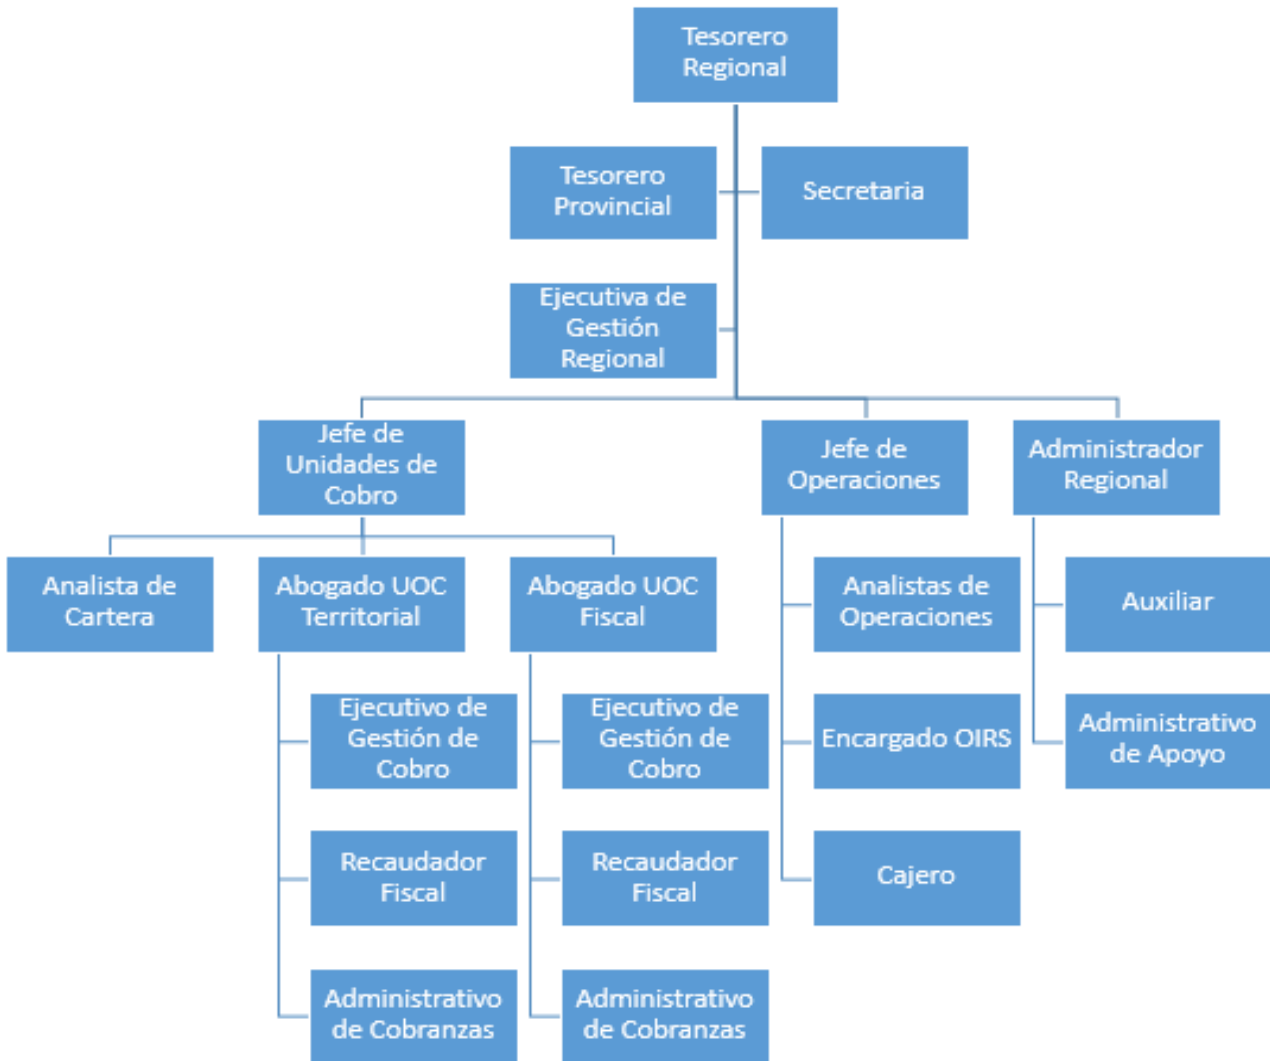 Tesorero
Regional
Tesorero
Provincial
Secretaria
Ejecutiva de
Gestión
Regional
Jefe de
Unidades de
Cobro
Jefe de
Operaciones
Administrador
Regional
Analista de
Cartera
Abogado UOC
Territorial
Abogado UOC
Fiscal
Analistas de
Operaciones
Auxiliar
Ejecutivo de
Gestión de
Cobro
Ejecutivo de
Gestión de
Cobro
Encargado OIRS
Administrativo
de Apoyo
Recaudador
Fiscal
Recaudador
Fiscal
Cajero
Administrativo
de Cobranzas
Administrativo
de Cobranzas